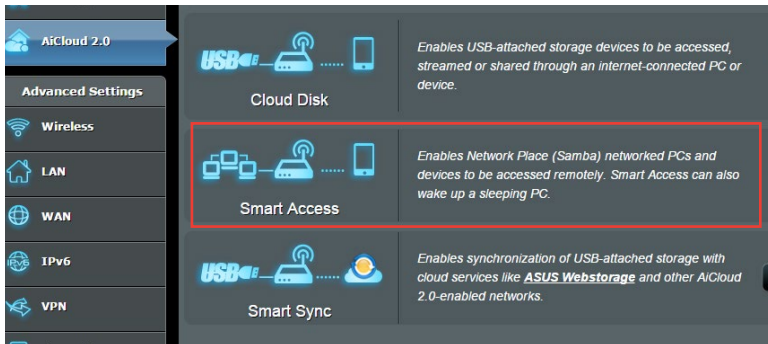 AiCloud 2.0
Advanced Settings
Wireless
LAN
WAN
IPv6
IPv6
VPN
USB
Cloud Disk
Enables USB-attached storage devices to be accessed,
streamed or shared through an internet-connected PC or
device.
Smart Access
Enables Network Place (Samba) networked PCs and
devices to be accessed remotely. Smart Access can also
wake up a sleeping PC.
USB
Smart Sync
Enables synchronization of USB-attached storage with
cloud services like ASUS Webstorage and other AiCloud
2.0-enabled networks.